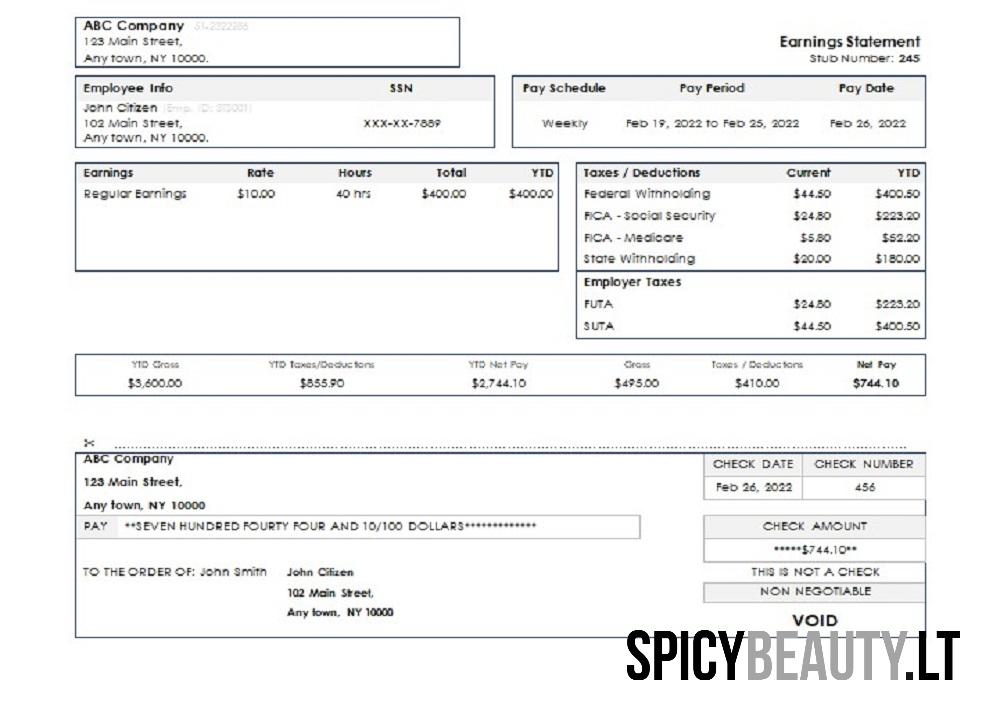 ABC Company 51-2322286
123 Main Street,
Any town, NY 10000.
Earnings Statement
Stub Number: 245
Employee Info SSN
John Citizen (Emp. ID: ST3001)
102 Main Street,
Any town, NY 10000.
XXX-XX-7889
Pay Schedule Pay Period Pay Date
Weekly Feb 19, 2022 to Feb 25, 2022 Feb 26, 2022
Earnings Rate Hours Total YTD
Regular Earnings $10.00 40 hrs $400.00 $400.00
Taxes / Deductions Current YTD
Federal Withholding $44.50 $400.50
FICA - Social Security $24.80 $223.20
FICA - Medicare $5.80 $52.20
State Withholding $20.00 $180.00
Employer Taxes
FUTA $24.80 $223.20
SUTA $44.50 $400.50
YTD Gross YTD Taxes/Deductions YTD Net Pay Gross Taxes / Deductions Net Pay
$3,600.00 $855.90 $2,744.10 $495.00 $410.00 $744.10
ABC Company
123 Main Street,
Any town, NY 10000
CHECK DATE CHECK NUMBER
Feb 26, 2022 456
PAY **SEVEN HUNDRED FOURTY FOUR AND 10/100 DOLLARS*************
CHECK AMOUNT
*****$744.10**
TO THE ORDER OF: John Smith John Citizen
102 Main Street,
Any town, NY 10000
THIS IS NOT A CHECK
NON NEGOTIABLE
VOID
SPICYBEAUTY.LT